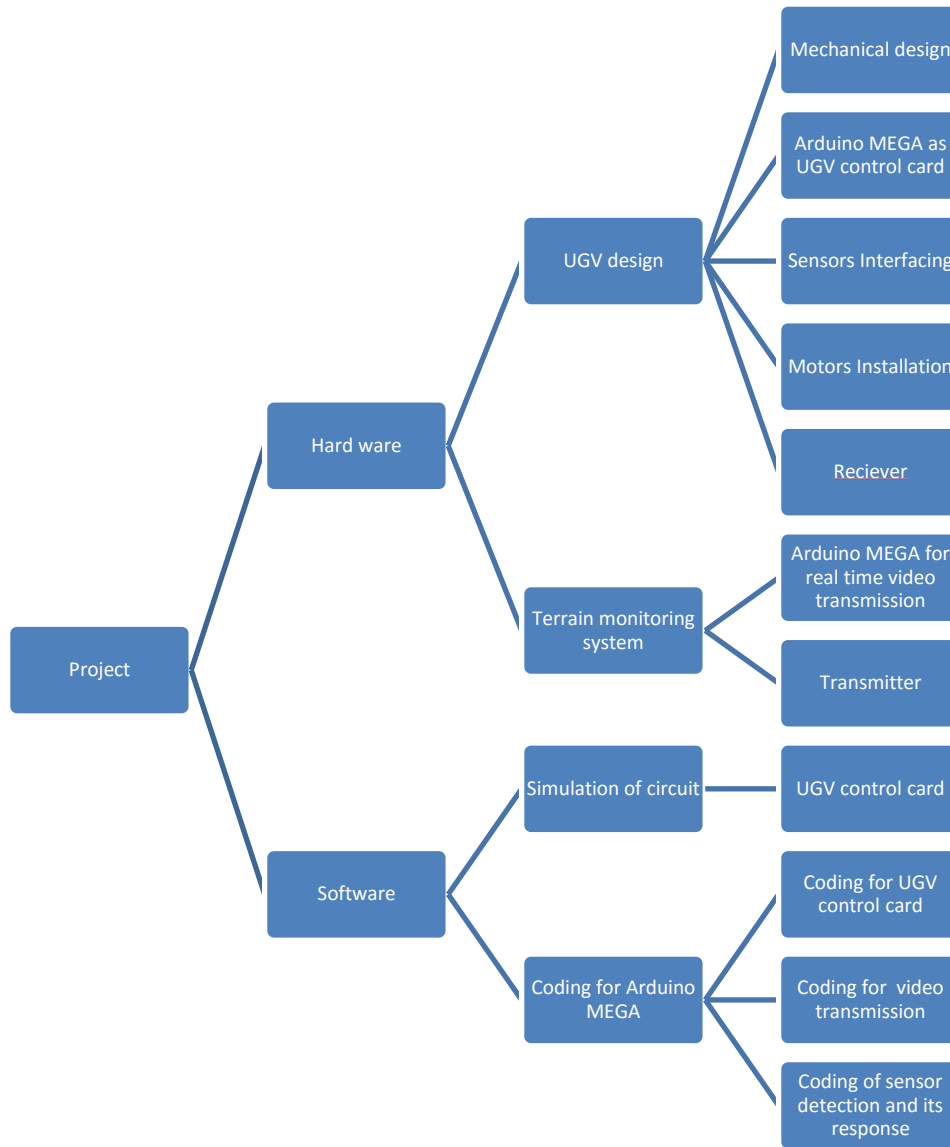 Mechanical design
Arduino MEGA as
UGV control card
UGV design
Sensors Interfacing
Motors Installation
Hard ware
Reciever
Arduino MEGA for
real time video
transmission
Terrain monitoring
system
Project
Transmitter
Simulation of circuit
UGV control card
Software
Coding for UGV
control card
Coding for Arduino
MEGA
Coding for video
transmission
Coding of sensor
detection and its
response